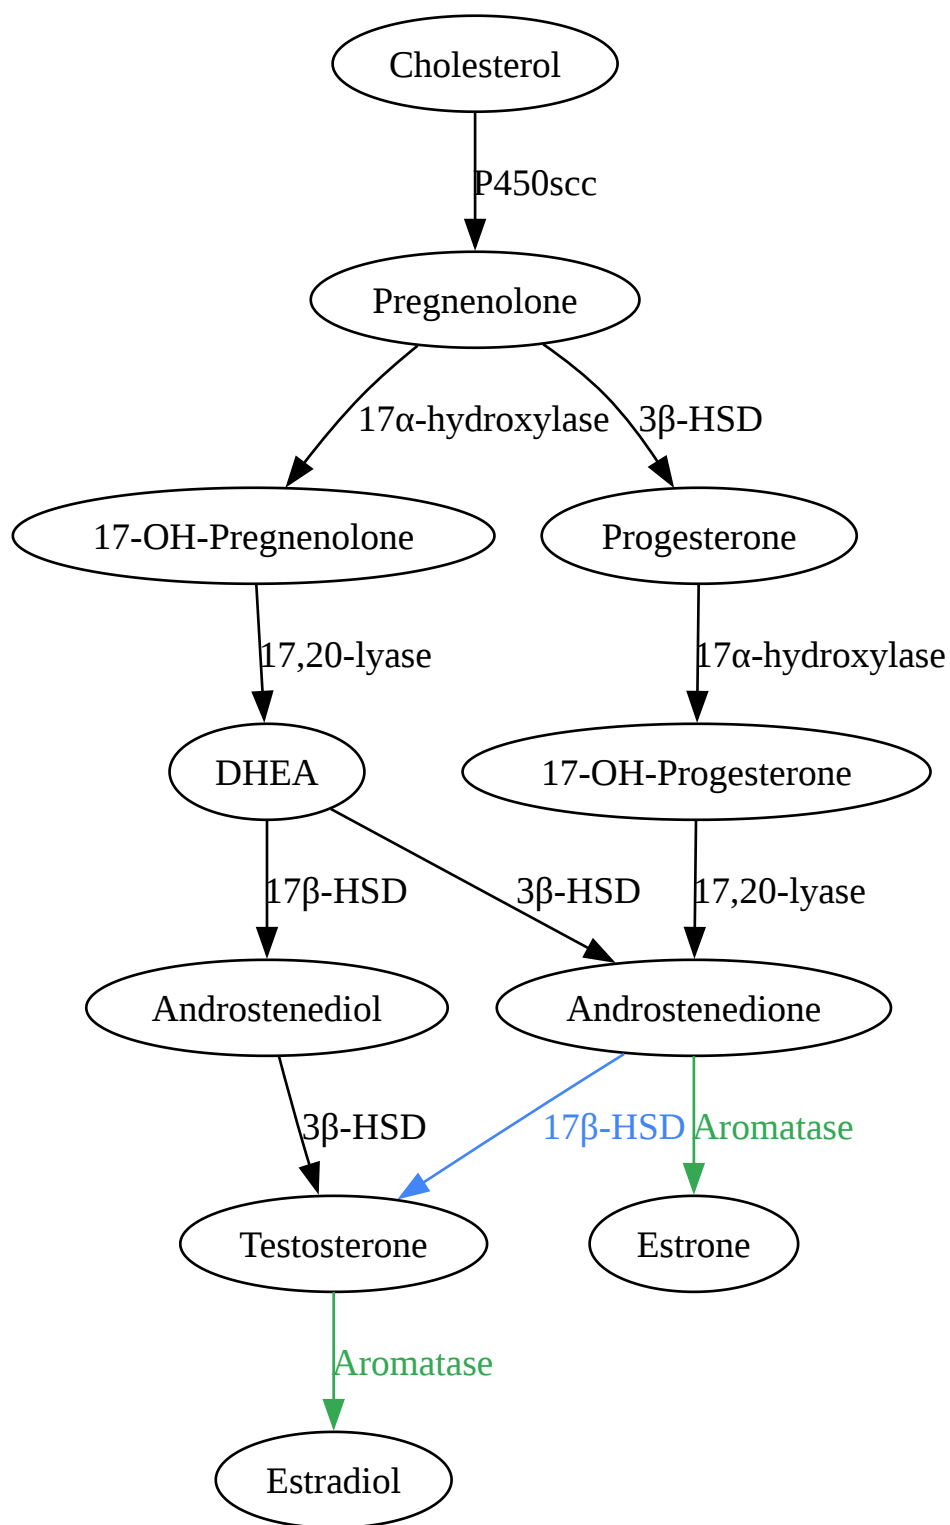 Cholesterol
P450scc
Pregnenolone
17α-hydroxylase
3β-HSD
17-OH-Pregnenolone
Progesterone
17,20-lyase
17α-hydroxylase
DHEA
17-OH-Progesterone
17β-HSD
3β-HSD
17,20-lyase
Androstenediol
Androstenedione
3β-HSD
17β-HSD
Aromatase
Testosterone
Estrone
Aromatase
Estradiol